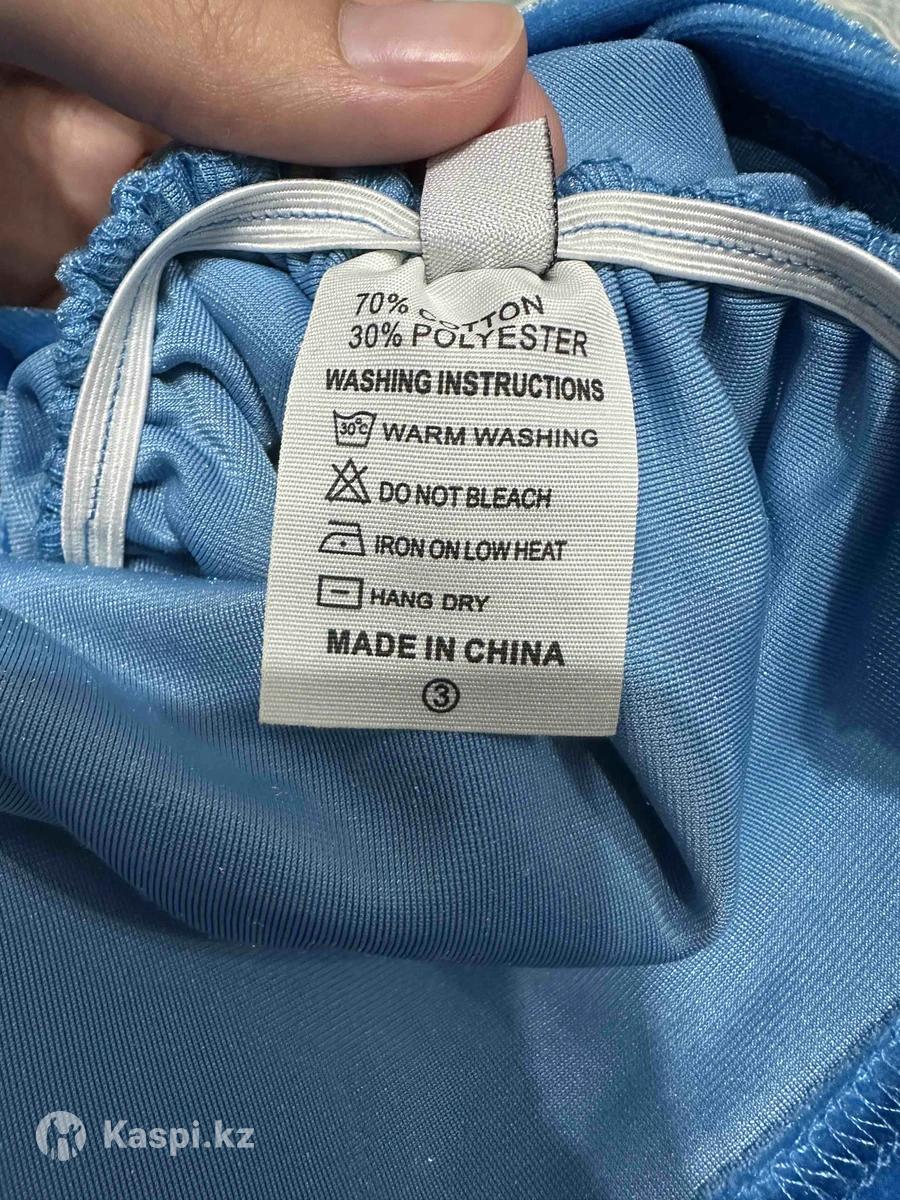 70% COTTON
30% POLYESTER
WASHING INSTRUCTIONS
30°C WARM WASHING
DO NOT BLEACH
IRON ON LOW HEAT
HANG DRY
MADE IN CHINA
3
Kaspi.kz